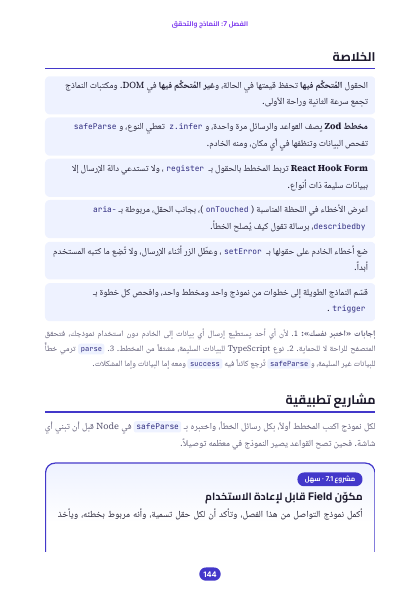 الفصل 7: النماذج والتحقق
الخلاصة
الحقول المُتحكَّم فيها تحفظ قيمتها في الحالة، وغير المُتحكَّم فيها في DOM. ومكتبات النماذج
تجمع سرعة الثانية وراحة الأولى.
مخطط Zod يصف القواعد والرسائل مرة واحدة، و z.infer تعطي النوع، و safeParse
تفحص البيانات وتنظفها في أي مكان، ومنه الخادم.
React Hook Form تربط المخطط بالحقول بـ register ، ولا تستدعي دالة الإرسال إلا
ببيانات سليمة ذات أنواع.
اعرض الأخطاء في اللحظة المناسبة ( onTouched )، بجانب الحقل، مربوطة بـ aria-
describedby، برسالة تقول كيف يُصلح الخطأ.
ضع أخطاء الخادم على حقولها بـ setError ، وعطّل الزر أثناء الإرسال، ولا تُضِع ما كتبه المستخدم
أبداً.
قسّم النماذج الطويلة إلى خطوات من نموذج واحد ومخطط واحد، وافحص كل خطوة بـ
trigger .
إجابات «اختبر نفسك»: 1. لأن أي أحد يستطيع إرسال أي بيانات إلى الخادم دون استخدام نموذجك، فتحقق
المتصفح للراحة لا للحماية. 2. نوع TypeScript للبيانات السليمة، مشتقاً من المخطط. 3. parse ترمي خطأً
للبيانات غير السليمة، و safeParse تُرجع كائناً فيه success ومعه إما البيانات وإما المشكلات.
مشاريع تطبيقية
لكل نموذج اكتب المخطط أولاً، بكل رسائل الخطأ، واختبره بـ safeParse في Node قبل أن تبني أي
شاشة. فحين تصح القواعد يصير النموذج في معظمه توصيلاً.
مشروع 7.1 · سهل
مكوّن Field قابل لإعادة الاستخدام
أكمل نموذج التواصل من هذا الفصل، وتأكد أن لكل حقل تسمية، وأنه مربوط بخطئه، ويأخذ
144